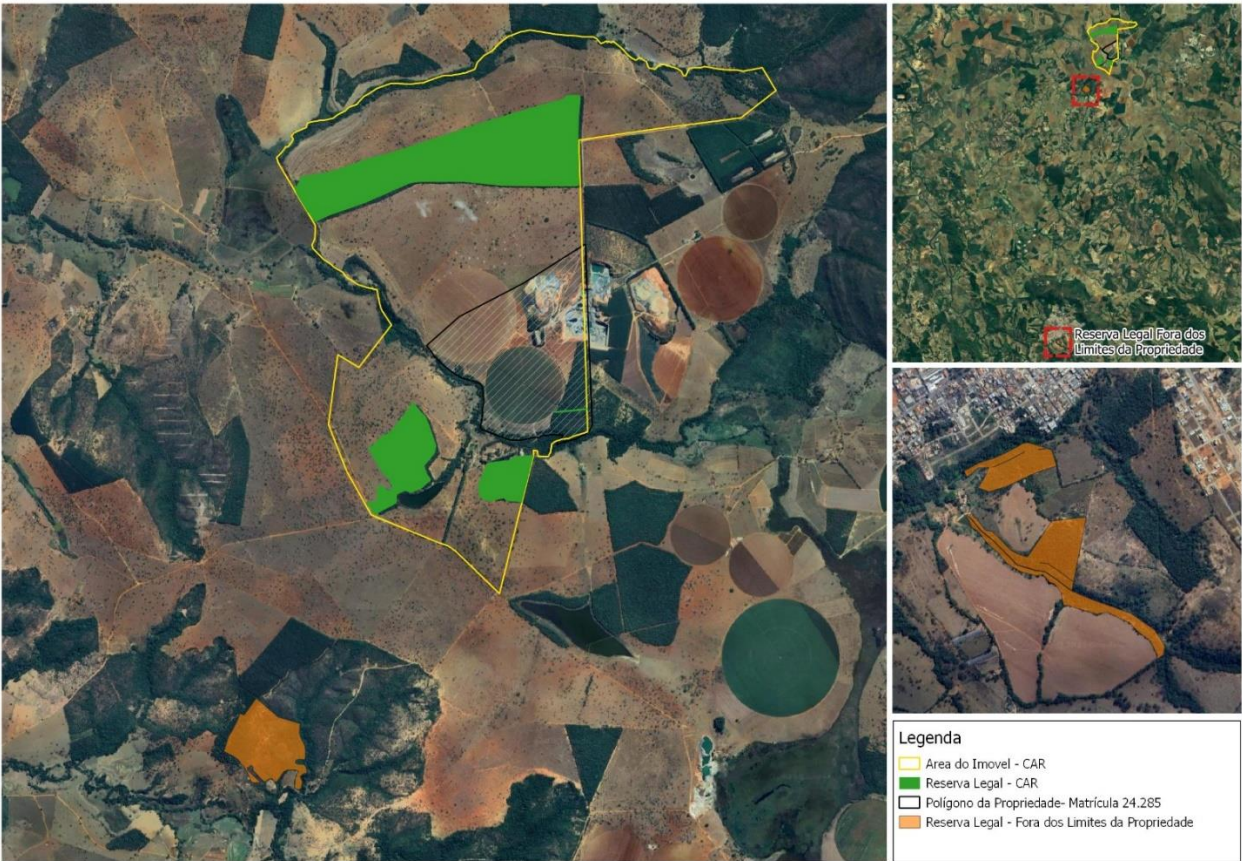 Reserva Legal Fora dos
Limites da Propriedade
Legenda
Area do Imovel - CAR
Reserva Legal - CAR
Polígono da Propriedade- Matrícula 24.285
Reserva Legal - Fora dos Limites da Propriedade